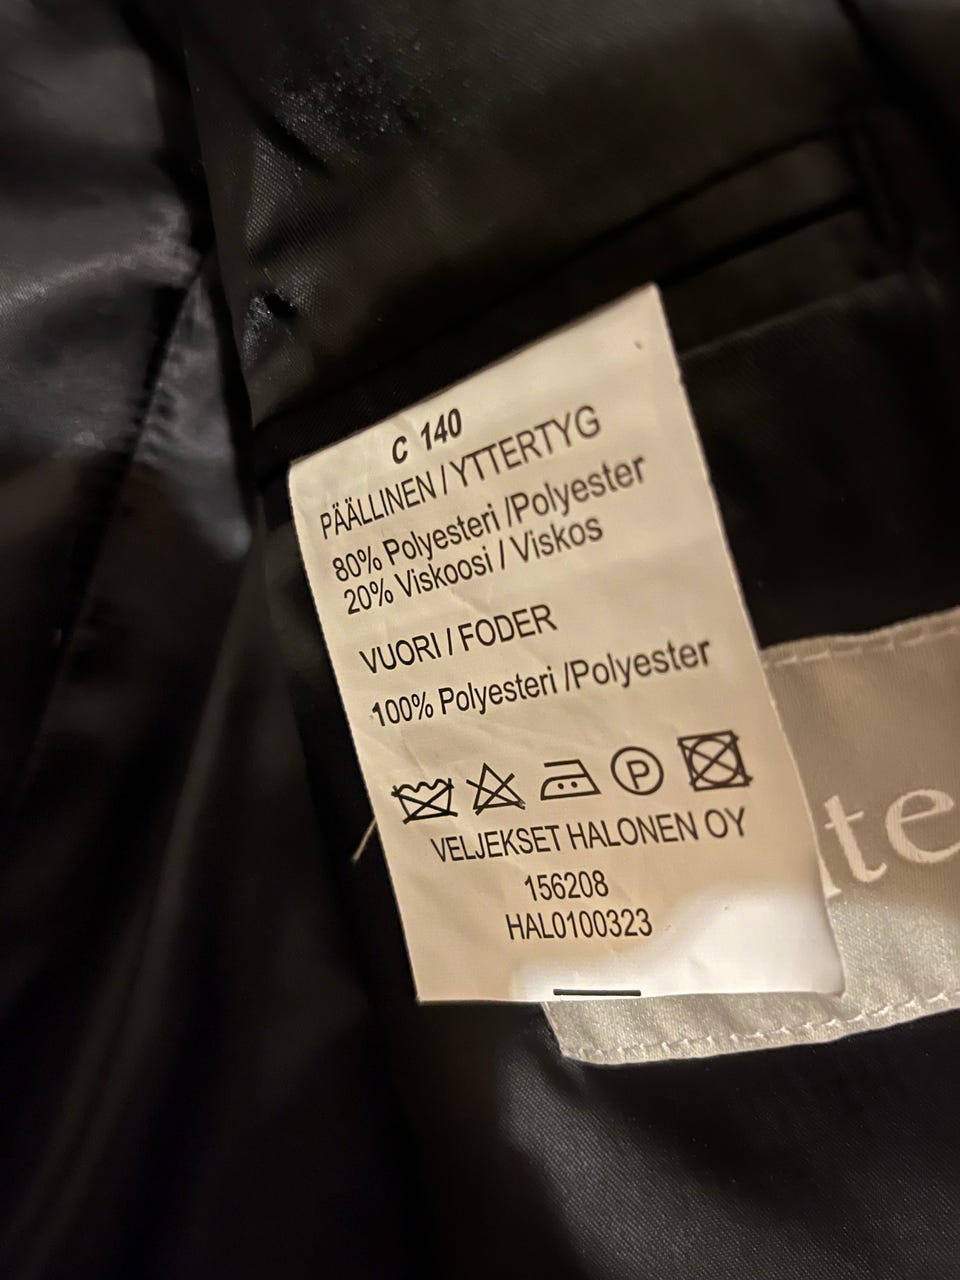 C 140
PÄÄLLINEN / YTTERTYG
80% Polyesteri /Polyester
20% Viskoosi / Viskos
VUORI / FODER
100% Polyesteri /Polyester
P
VELJEKSET HALONEN OY
156208
HAL0100323